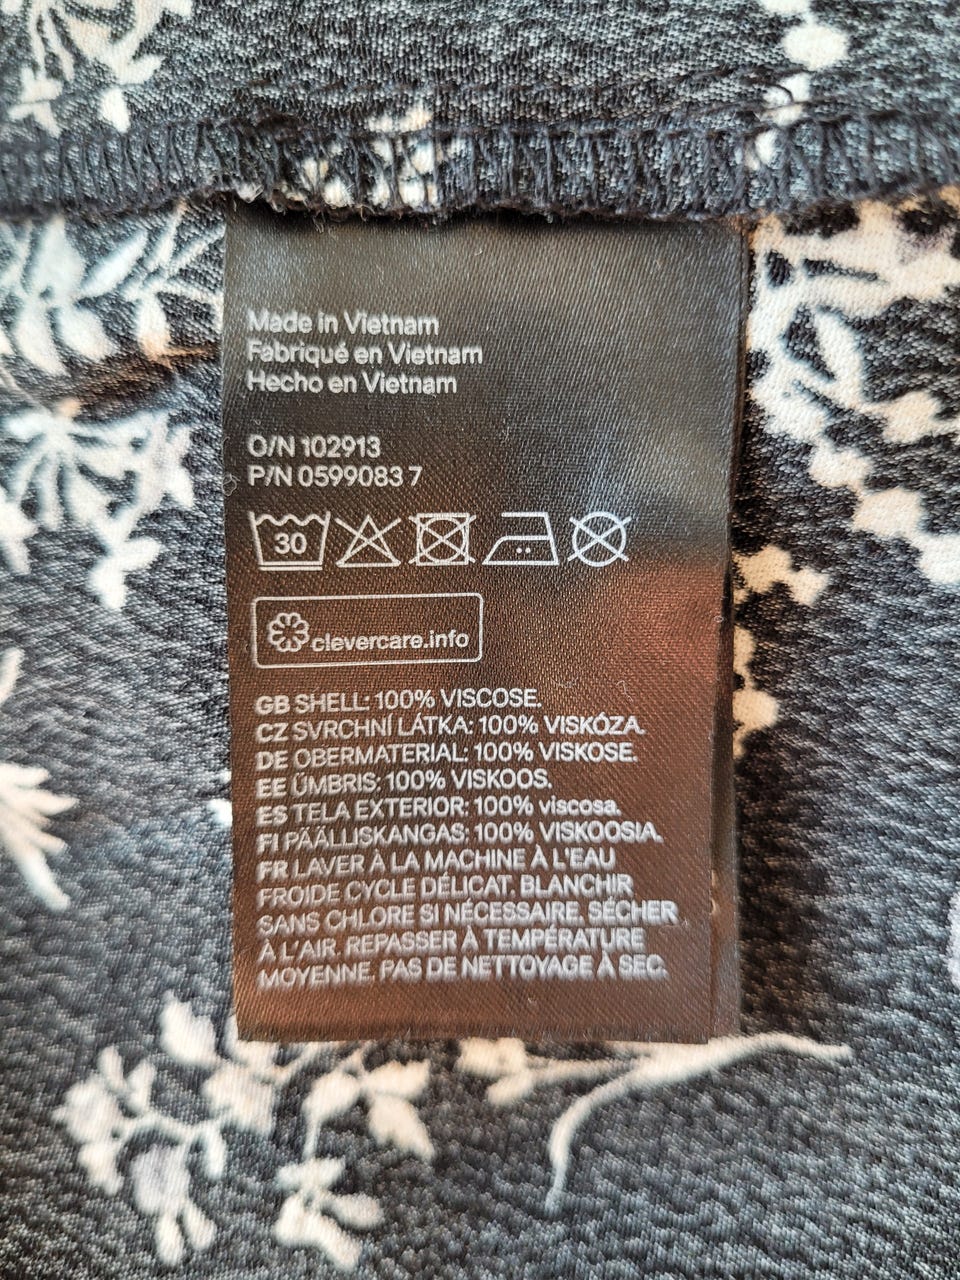 Made in Vietnam
Fabriqué en Vietnam
Hecho en Vietnam
O/N 102913
P/N 0599083 7
30
clevercare.info
GB SHELL: 100% VISCOSE.
CZ SVRCHNÍ LÁTKA: 100% VISKÓZA.
DE OBERMATERIAL: 100% VISKOSE.
EE ÜMBRIS: 100% VISKOOS.
ES TELA EXTERIOR: 100% viscosa.
FI PÄÄLLISKANGAS: 100% VISKOOSIA.
FR LAVER À LA MACHINE À L'EAU
FROIDE CYCLE DÉLICAT. BLANCHIR
SANS CHLORE SI NÉCESSAIRE. SÉCHER
À L'AIR. REPASSER À TEMPÉRATURE
MOYENNE. PAS DE NETTOYAGE À SEC.